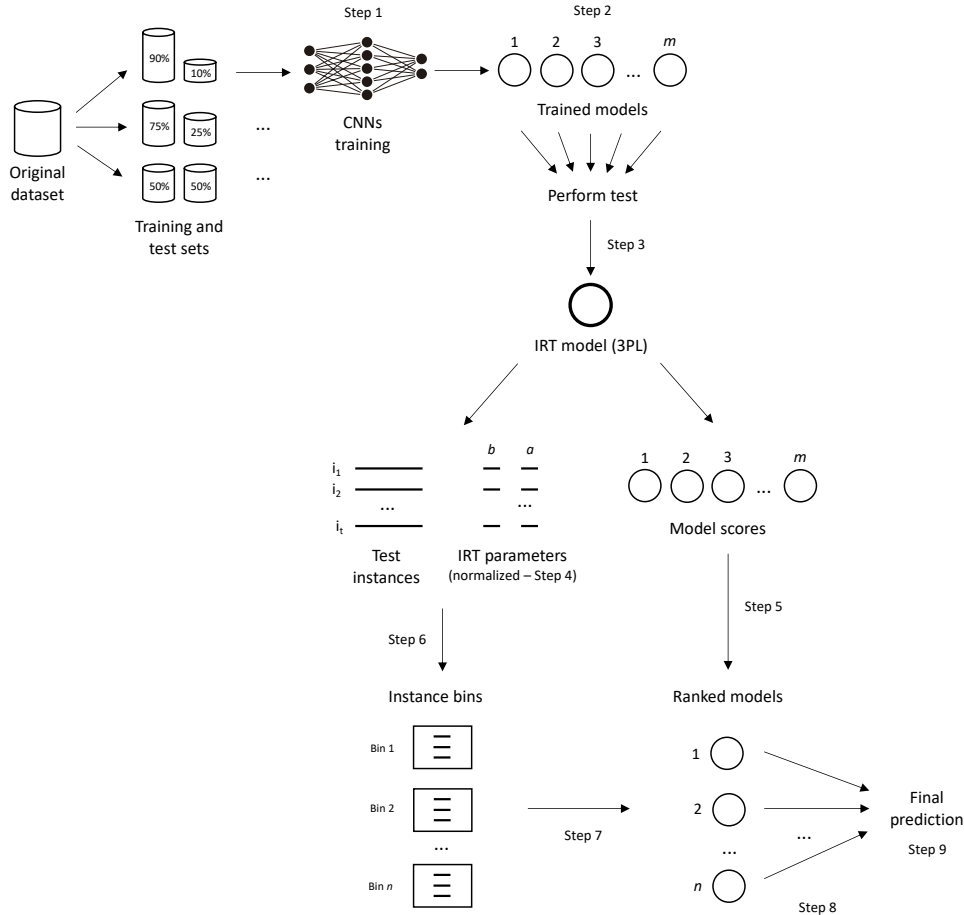 Step 1
Step 2
90%
10%
1 2 3 ... m
75%
25%
...
CNNs
training
Trained models
Original
dataset
50%
50%
...
Training and
test sets
Perform test
Step 3
IRT model (3PL)
b a
i1
i2
... ...
it
Test
instances
IRT parameters
(normalized – Step 4)
1 2 3 ... m
Model scores
Step 6
Step 5
Instance bins
Ranked models
Bin 1
Bin 2
...
Bin n
Step 7
1
2
...
n
...
Step 8
Final
prediction
Step 9